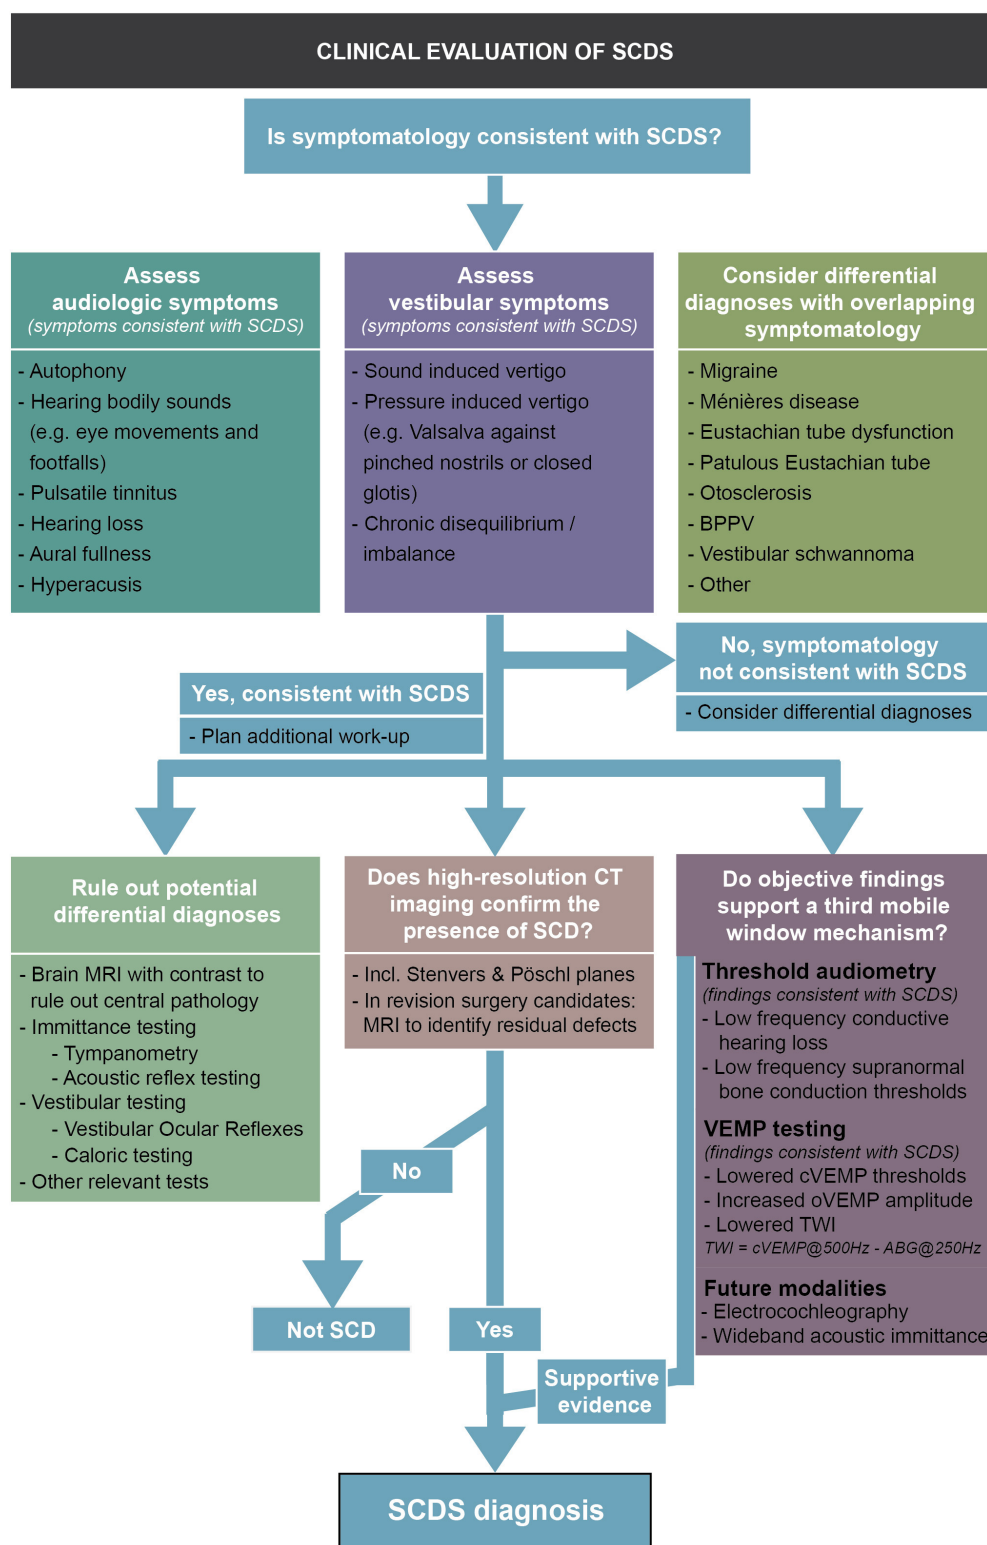 CLINICAL EVALUATION OF SCDS
Is symptomatology consistent with SCDS?
Assess
audiologic symptoms
(symptoms consistent with SCDS)
- Autophony
- Hearing bodily sounds
(e.g. eye movements and
footfalls)
- Pulsatile tinnitus
- Hearing loss
- Aural fullness
- Hyperacusis
Assess
vestibular symptoms
(symptoms consistent with SCDS)
- Sound induced vertigo
- Pressure induced vertigo
(e.g. Valsalva against
pinched nostrils or closed
glotis)
- Chronic disequilibrium /
imbalance
Consider differential
diagnoses with overlapping
symptomatology
- Migraine
- Ménières disease
- Eustachian tube dysfunction
- Patulous Eustachian tube
- Otosclerosis
- BPPV
- Vestibular schwannoma
- Other
No, symptomatology
not consistent with SCDS
- Consider differential diagnoses
Yes, consistent with SCDS
- Plan additional work-up
Rule out potential
differential diagnoses
- Brain MRI with contrast to
rule out central pathology
- Immittance testing
- Tympanometry
- Acoustic reflex testing
- Vestibular testing
- Vestibular Ocular Reflexes
- Caloric testing
- Other relevant tests
Does high-resolution CT
imaging confirm the
presence of SCD?
- Incl. Stenvers & Pöschl planes
- In revision surgery candidates:
MRI to identify residual defects
Do objective findings
support a third mobile
window mechanism?
Threshold audiometry
(findings consistent with SCDS)
- Low frequency conductive
hearing loss
- Low frequency supranormal
bone conduction thresholds
VEMP testing
(findings consistent with SCDS)
- Lowered cVEMP thresholds
- Increased oVEMP amplitude
- Lowered TWI
TWI = cVEMP@500Hz - ABG@250Hz
Future modalities
- Electrocochleography
- Wideband acoustic immittance
No
Not SCD
Yes
Supportive
evidence
SCDS diagnosis